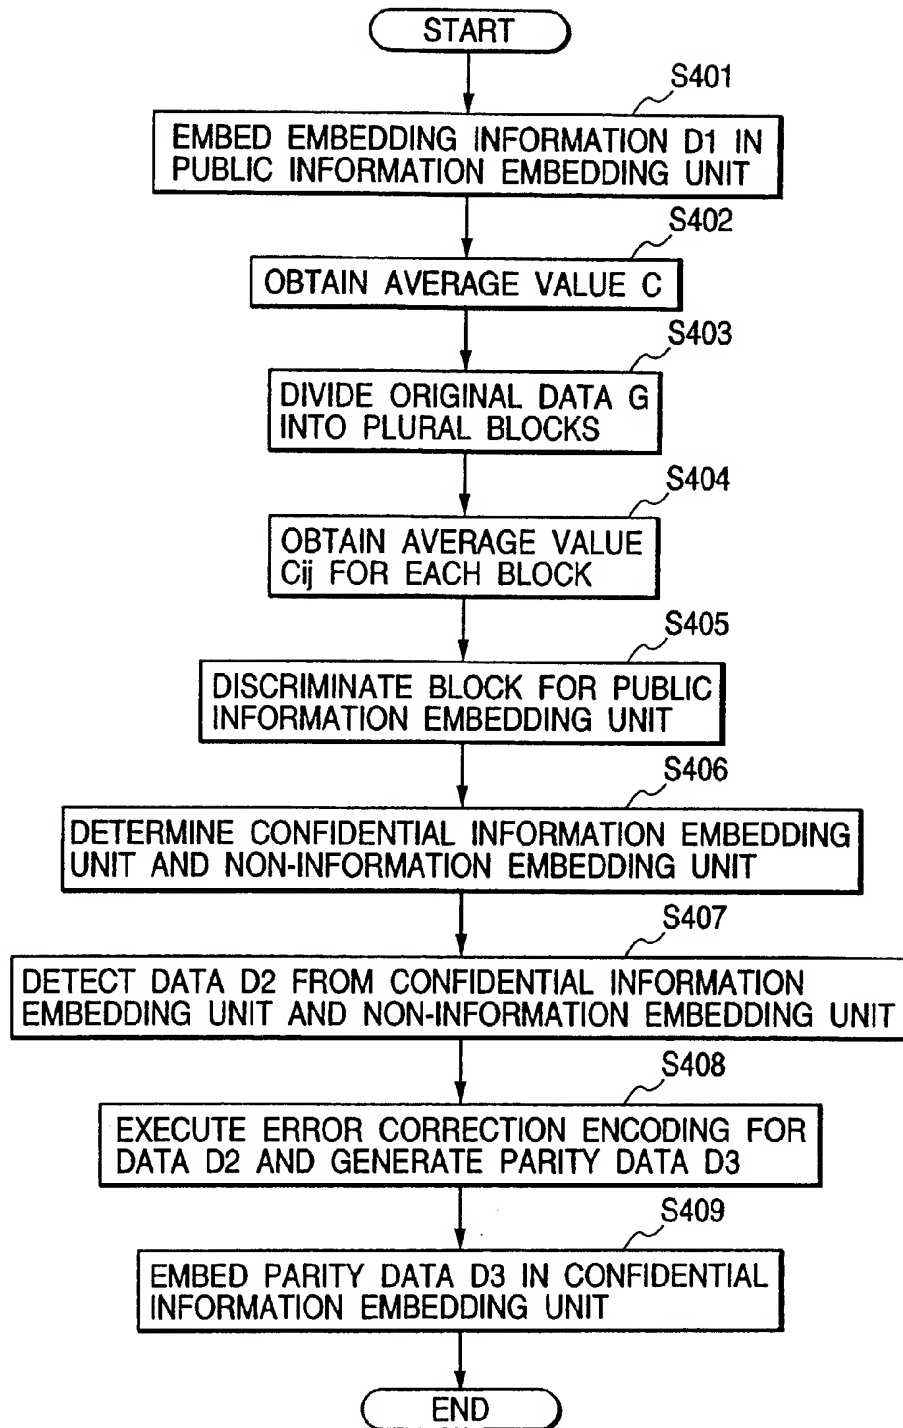 START
S401
EMBED EMBEDDING INFORMATION D1 IN
PUBLIC INFORMATION EMBEDDING UNIT
S402
OBTAIN AVERAGE VALUE C
S403
DIVIDE ORIGINAL DATA G
INTO PLURAL BLOCKS
S404
OBTAIN AVERAGE VALUE
Cij FOR EACH BLOCK
S405
DISCRIMINATE BLOCK FOR PUBLIC
INFORMATION EMBEDDING UNIT
S406
DETERMINE CONFIDENTIAL INFORMATION EMBEDDING
UNIT AND NON-INFORMATION EMBEDDING UNIT
S407
DETECT DATA D2 FROM CONFIDENTIAL INFORMATION
EMBEDDING UNIT AND NON-INFORMATION EMBEDDING UNIT
S408
EXECUTE ERROR CORRECTION ENCODING FOR
DATA D2 AND GENERATE PARITY DATA D3
S409
EMBED PARITY DATA D3 IN CONFIDENTIAL
INFORMATION EMBEDDING UNIT
END